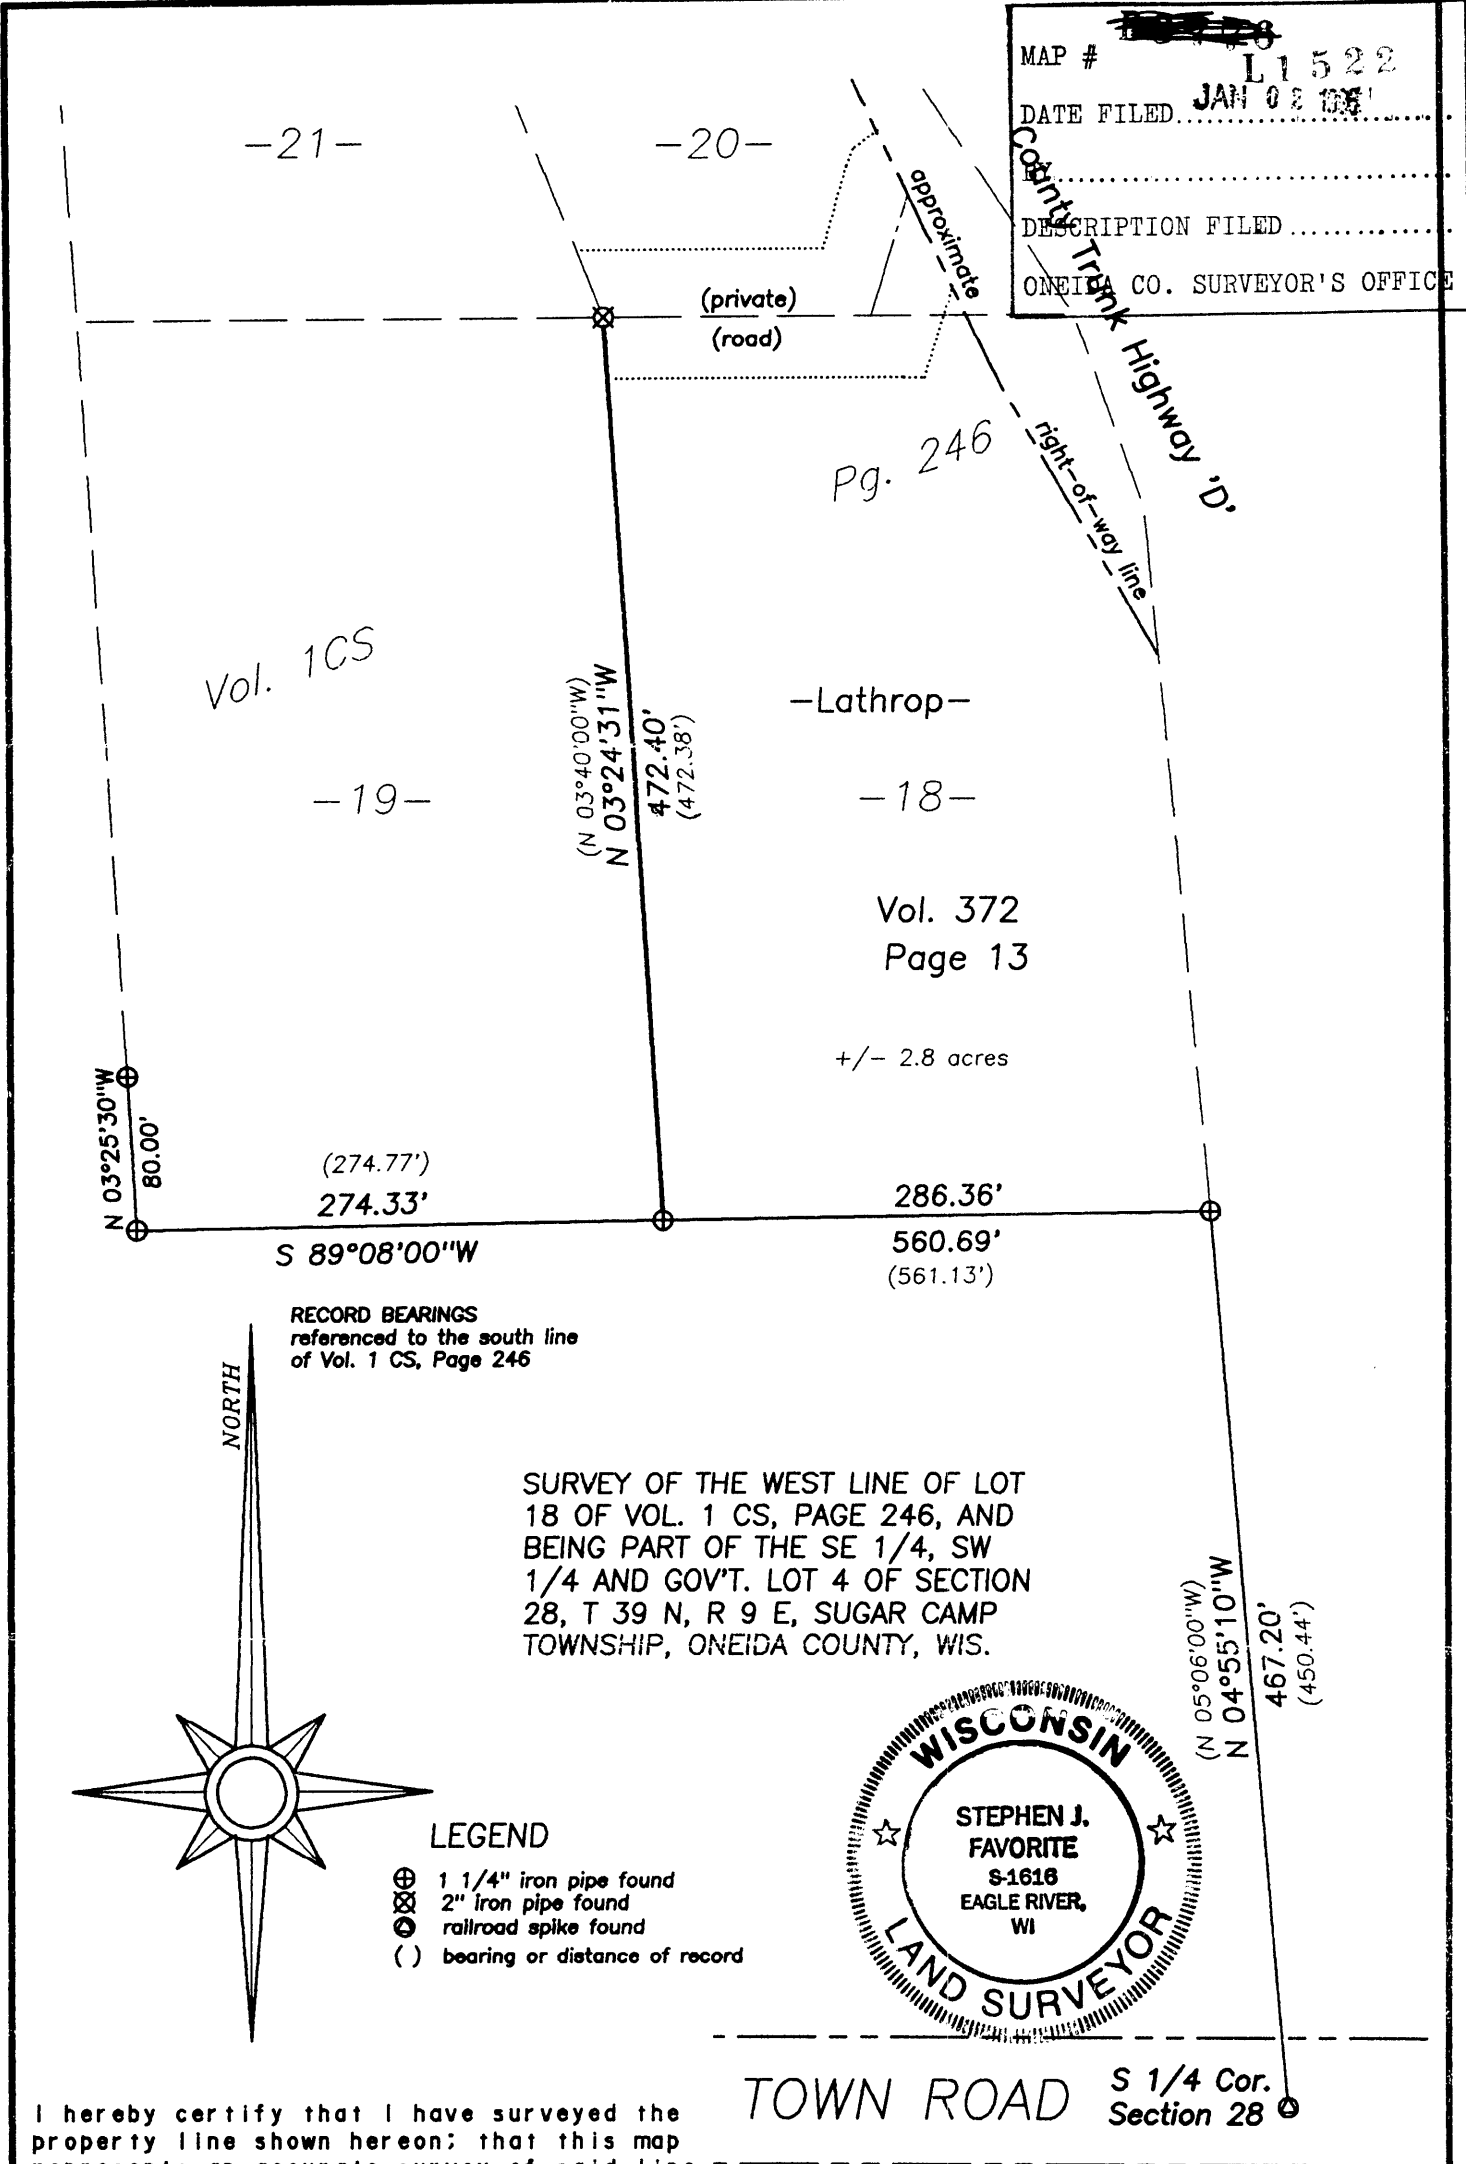 MAP #
L1522
DATE FILED JAN 02
DESCRIPTION FILED
ONEIDA CO. SURVEYOR'S OFFICE
-21-
-20-
approximate
right-of-way line
County Trunk Highway 'D'
(private)
(road)
Vol. 1CS
Pg. 246
-19-
(N 03°40'00"W)
N 03°24'31"W
472.40'
(472.38')
-Lathrop-
-18-
Vol. 372
Page 13
+/- 2.8 acres
N 03°25'30"W
80.00'
(274.77')
274.33'
S 89°08'00"W
286.36'
560.69'
(561.13')
RECORD BEARINGS
referenced to the south line
of Vol. 1 CS, Page 246
NORTH
SURVEY OF THE WEST LINE OF LOT
18 OF VOL. 1 CS, PAGE 246, AND
BEING PART OF THE SE 1/4, SW
1/4 AND GOV'T. LOT 4 OF SECTION
28, T 39 N, R 9 E, SUGAR CAMP
TOWNSHIP, ONEIDA COUNTY, WIS.
(N 05°06'00"W)
N 04°55'10"W
467.20'
(450.44')
LEGEND
1 1/4" iron pipe found
2" iron pipe found
railroad spike found
( ) bearing or distance of record
WISCONSIN
STEPHEN J.
FAVORITE
S-1616
EAGLE RIVER,
WI
LAND SURVEYOR
TOWN ROAD
S 1/4 Cor.
Section 28
I hereby certify that I have surveyed the
property line shown hereon; that this map